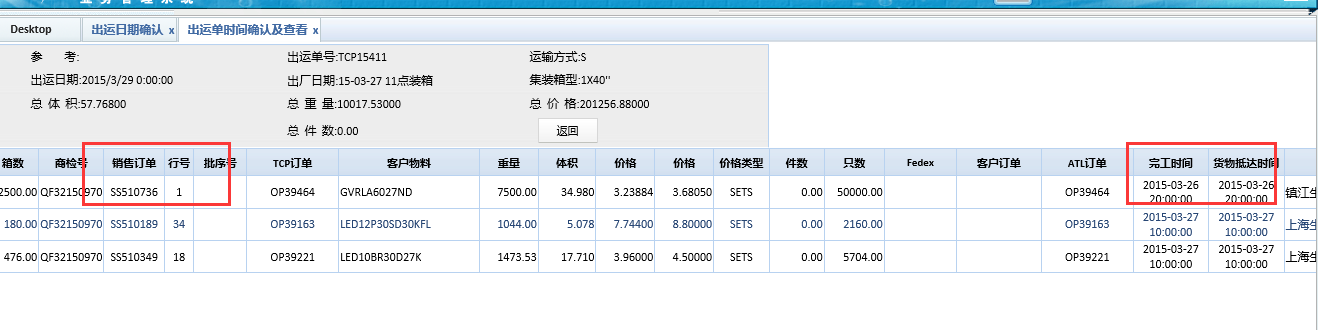 业务管理系统
Desktop 出运日期确认 x 出运单时间确认及查看 x
参 考: 出运单号:TCP15411 运输方式:S
出运日期:2015/3/29 0:00:00 出厂日期:15-03-27 11点装箱 集装箱型:1X40"
总 体 积:57.76800 总 重 量:10017.53000 总 价 格:201256.88000
总 件 数:0.00 返回
箱数 商检号 销售订单 行号 批序号 TCP订单 客户物料 重量 体积 价格 价格 价格类型 件数 只数 Fedex 客户订单 ATL订单 完工时间 货物抵达时间
2500.00 QF32150970 SS510736 1 OP39464 GVRLA6027ND 7500.00 34.980 3.23884 3.68050 SETS 0.00 50000.00 OP39464 2015-03-26 20:00:00 2015-03-26 20:00:00 镇江生
180.00 QF32150970 SS510189 34 OP39163 LED12P30SD30KFL 1044.00 5.078 7.74400 8.80000 SETS 0.00 2160.00 OP39163 2015-03-27 10:00:00 2015-03-27 10:00:00 上海生
476.00 QF32150970 SS510349 18 OP39221 LED10BR30D27K 1473.53 17.710 3.96000 4.50000 SETS 0.00 5704.00 OP39221 2015-03-27 10:00:00 2015-03-27 10:00:00 上海生